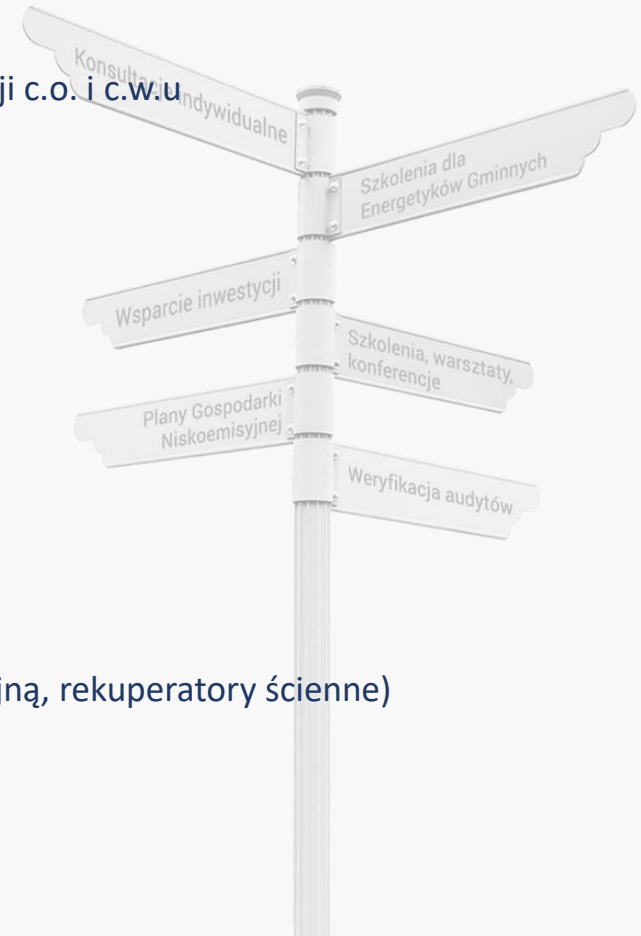 ji c.o. i c.w.u
Konsultacje indywidualne
Szkolenia dla
Energetyków Gminnych
Wsparcie inwestycji
Szkolenia, warsztaty,
konferencje
Plany Gospodarki
Niskoemisyjnej
Weryfikacja audytów
jną, rekuperatory ścienne)